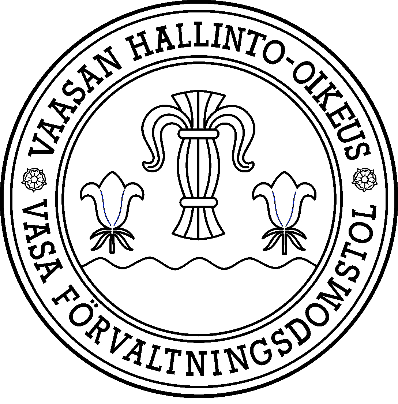 VAASAN HALLINTO-OIKEUS
VASA FÖRVALTNINGSDOMSTOL